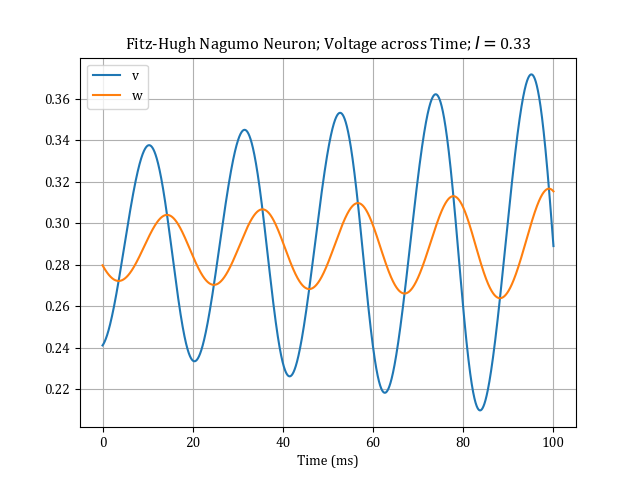 Fitz-Hugh Nagumo Neuron; Voltage across Time; I = 0.33
v
w
0.36
0.34
0.32
0.30
0.28
0.26
0.24
0.22
0 20 40 60 80 100
Time (ms)